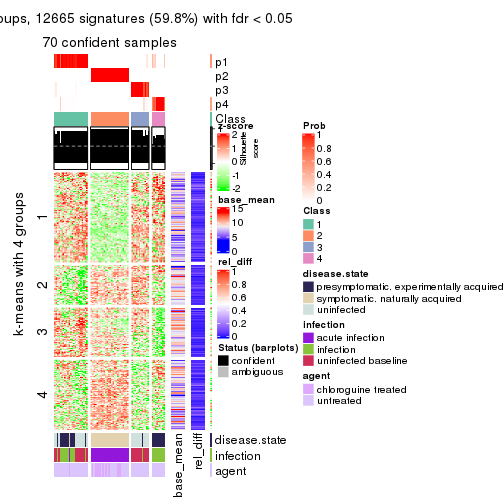 oups, 12665 signatures (59.8%) with fdr < 0.05
70 confident samples
p1
p2
p3
p4
Class
z-score
2
1
0
-1
-2
Silhouette
score
base_mean
15
10
5
0
rel_diff
1
0.8
0.6
0.4
0.2
0
Status (barplots)
confident
ambiguous
Prob
1
0.8
0.6
0.4
0.2
0
Class
1
2
3
4
disease.state
presymptomatic, experimentally acquired
symptomatic, naturally acquired
uninfected
infection
acute infection
infection
uninfected baseline
agent
chloroguine treated
untreated
k-means with 4 groups
1
2
3
4
disease.state
infection
agent
base_mean
rel_diff